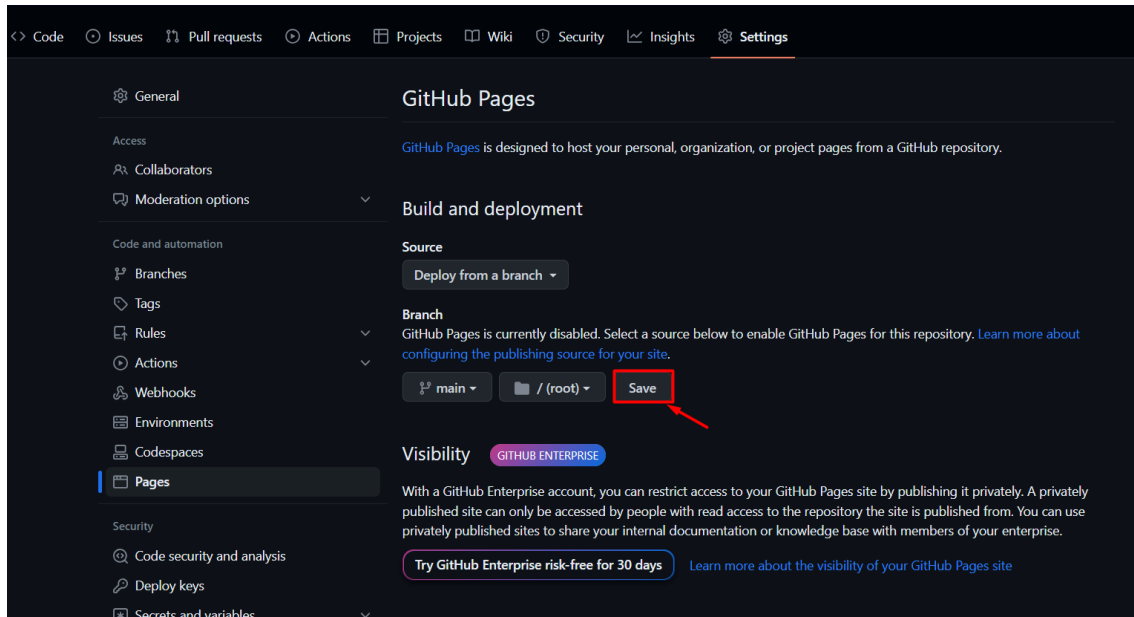 Code Issues Pull requests Actions Projects Wiki Security Insights Settings
General
Access
Collaborators
Moderation options
Code and automation
Branches
Tags
Rules
Actions
Webhooks
Environments
Codespaces
Pages
Security
Code security and analysis
Deploy keys
Secrets and variables
GitHub Pages
GitHub Pages is designed to host your personal, organization, or project pages from a GitHub repository.
Build and deployment
Source
Deploy from a branch
Branch
GitHub Pages is currently disabled. Select a source below to enable GitHub Pages for this repository. Learn more about
configuring the publishing source for your site.
main / (root) Save
Visibility GITHUB ENTERPRISE
With a GitHub Enterprise account, you can restrict access to your GitHub Pages site by publishing it privately. A privately
published site can only be accessed by people with read access to the repository the site is published from. You can use
privately published sites to share your internal documentation or knowledge base with members of your enterprise.
Try GitHub Enterprise risk-free for 30 days Learn more about the visibility of your GitHub Pages site